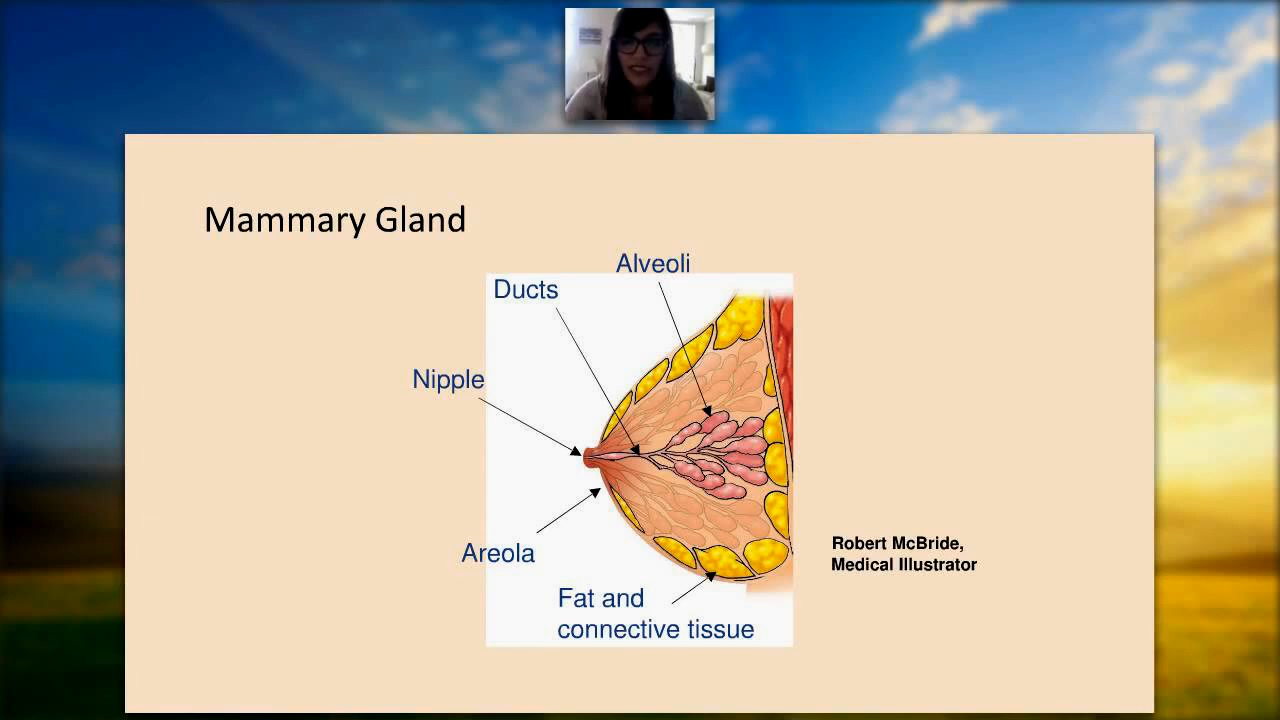 Mammary Gland
Alveoli
Ducts
Nipple
Areola
Fat and
connective tissue
Robert McBride,
Medical Illustrator